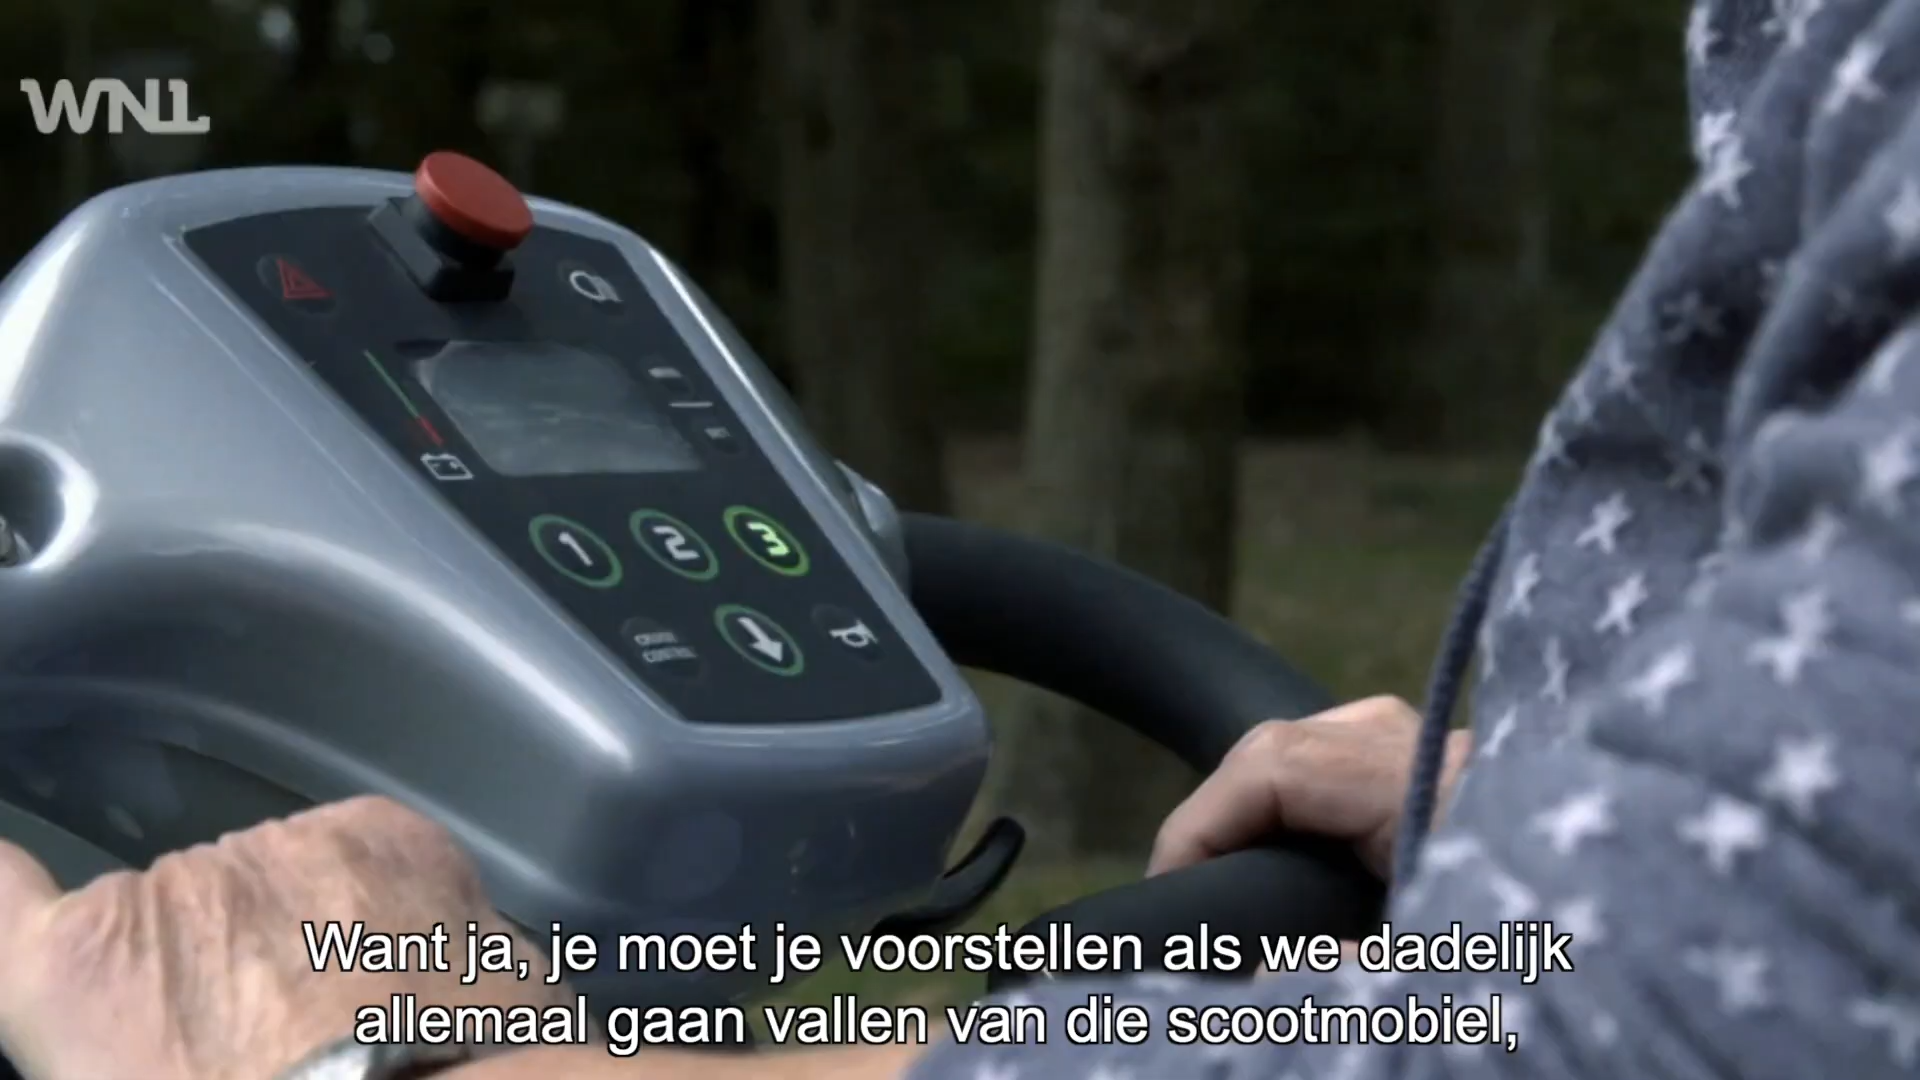 WNL
1 2 3
CRUISE
CONTROL
Want ja, je moet je voorstellen als we dadelijk
allemaal gaan vallen van die scootmobiel,